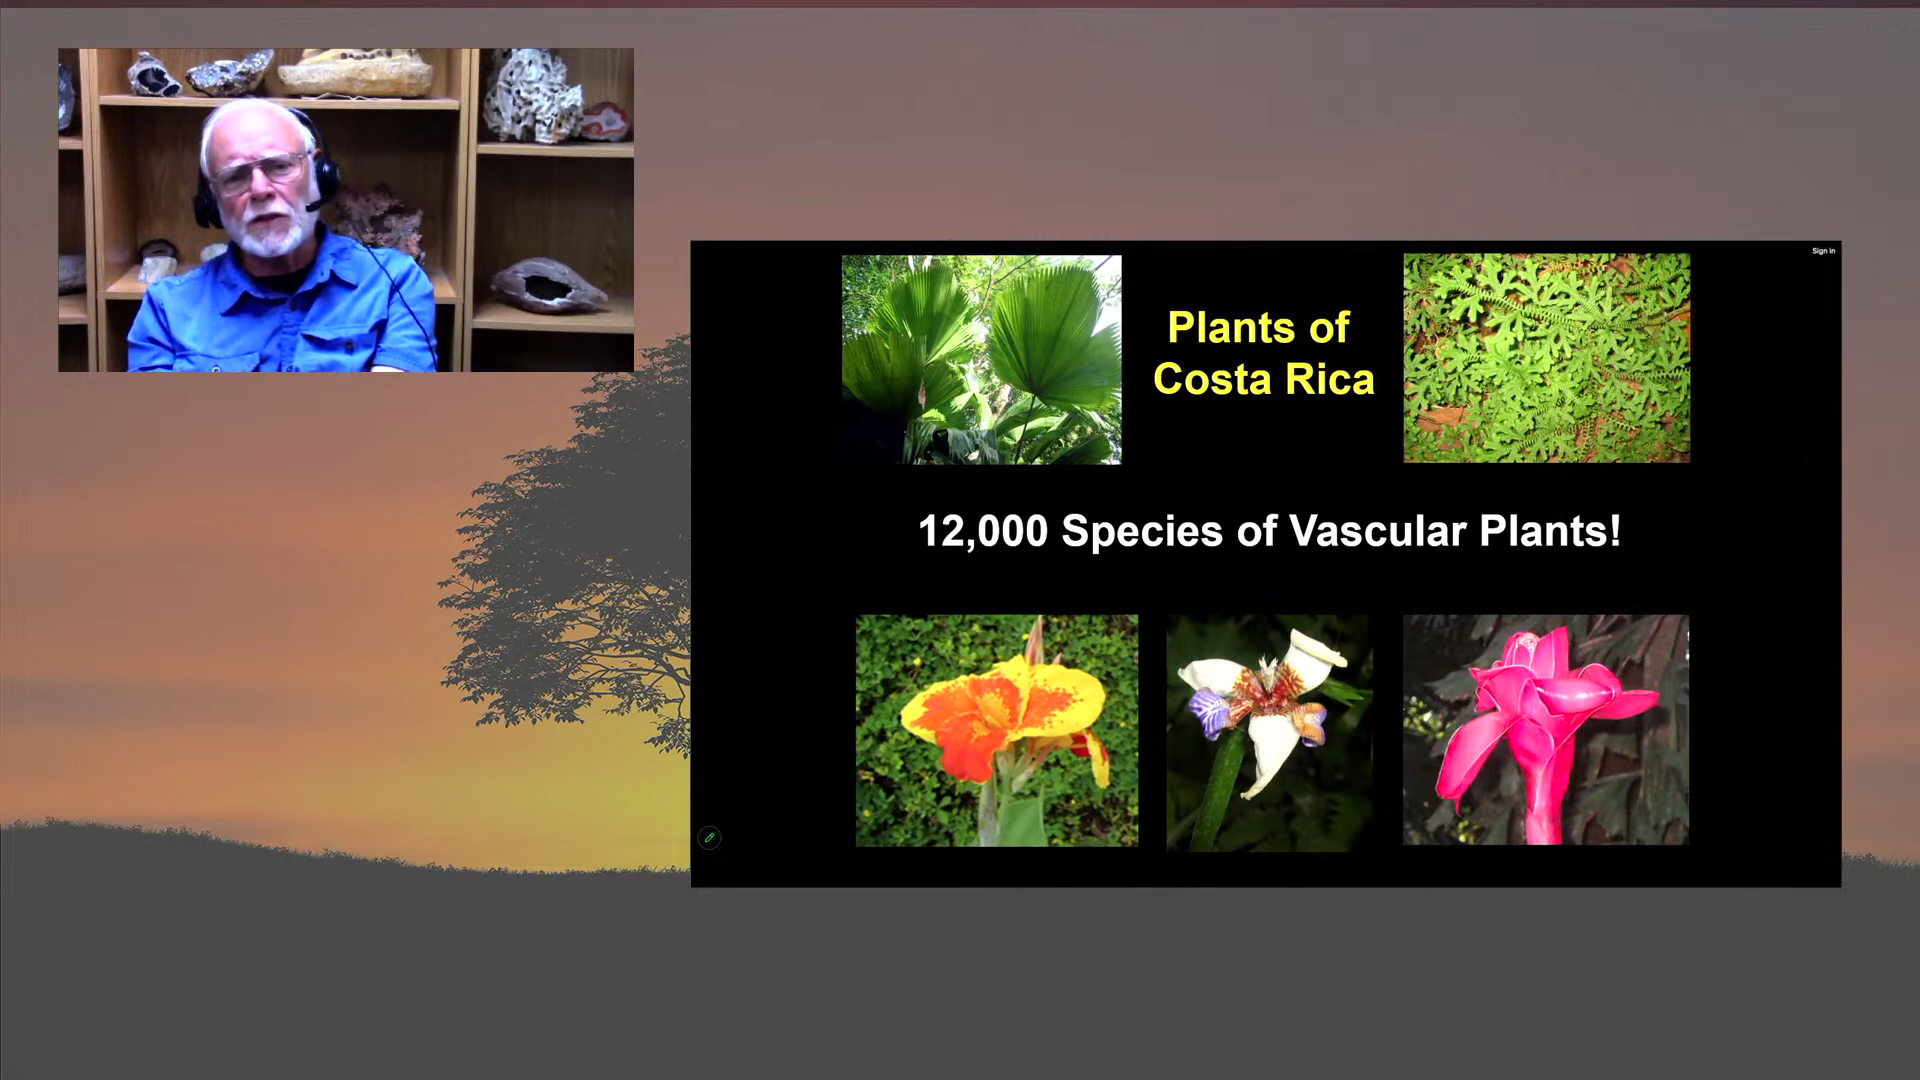 Sign in
Plants of
Costa Rica
12,000 Species of Vascular Plants!